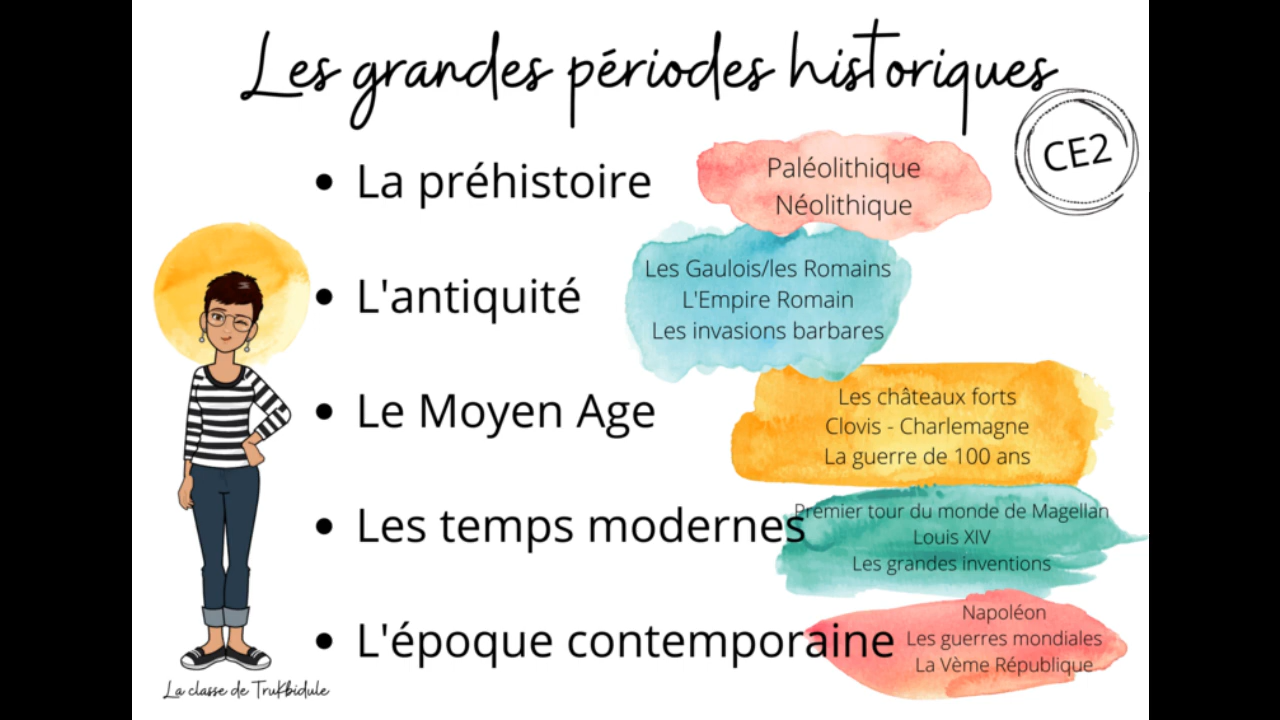 Les grandes périodes historiques
CE2
La préhistoire
Paléolithique
Néolithique
L'antiquité
Les Gaulois/les Romains
L'Empire Romain
Les invasions barbares
Le Moyen Age
Les châteaux forts
Clovis - Charlemagne
La guerre de 100 ans
Les temps modernes
Premier tour du monde de Magellan
Louis XIV
Les grandes inventions
L'époque contemporaine
Napoléon
Les guerres mondiales
La Vème République
La classe de Trukbidule